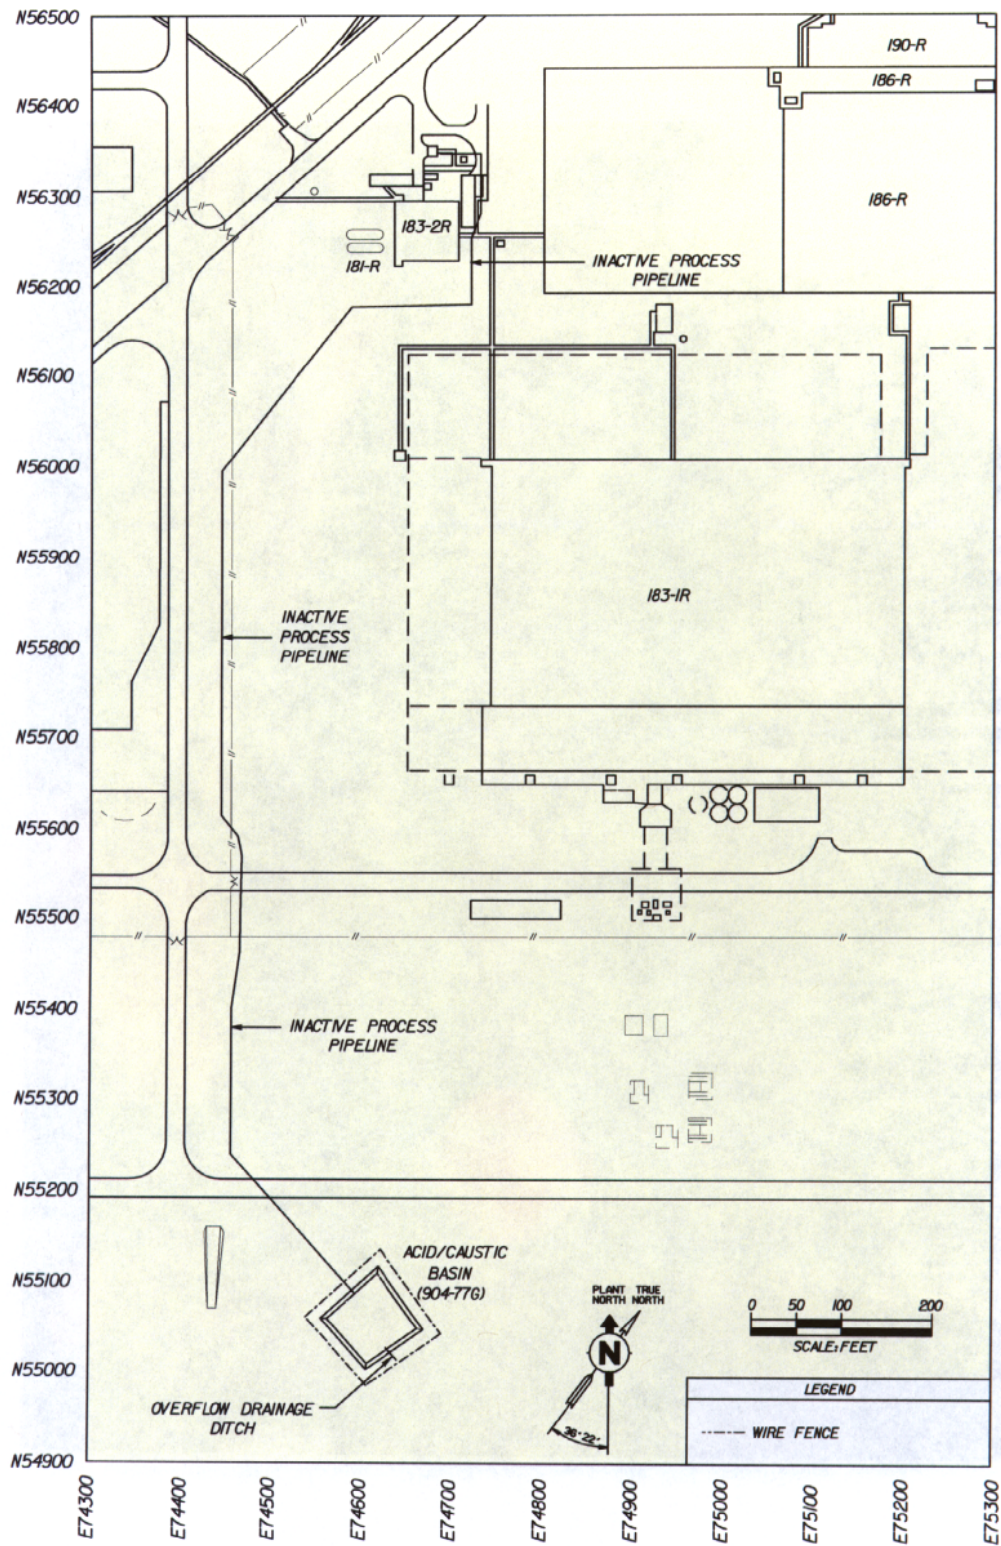 N56500
190-R
186-R
N56400
N56300
186-R
183-2R
181-R
INACTIVE PROCESS
PIPELINE
N56200
N56100
N56000
N55900
183-1R
INACTIVE
PROCESS
PIPELINE
N55800
N55700
N55600
N55500
N55400
INACTIVE PROCESS
PIPELINE
N55300
N55200
ACID/CAUSTIC
BASIN
(904-77G)
N55100
PLANT TRUE
NORTH NORTH
0 50 100 200
SCALE: FEET
N
N55000
LEGEND
OVERFLOW DRAINAGE
DITCH
WIRE FENCE
36°22'
N54900
E74300
E74400
E74500
E74600
E74700
E74800
E74900
E75000
E75100
E75200
E75300